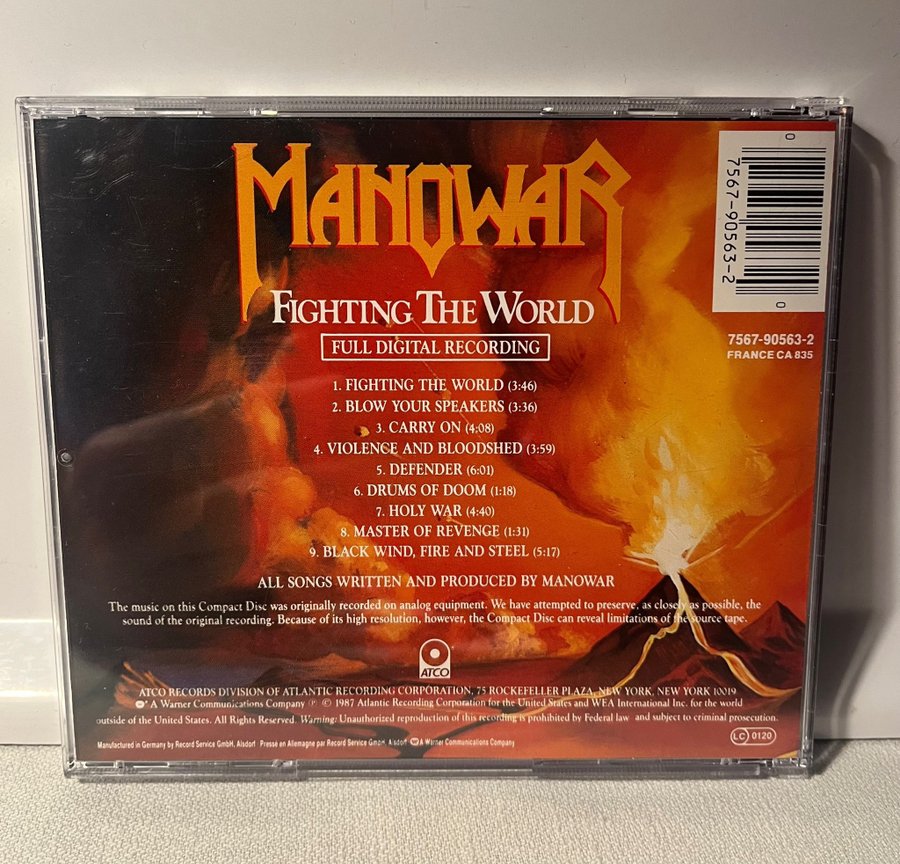 MANOWAR
FIGHTING THE WORLD
FULL DIGITAL RECORDING
0
7567-90563-2
0
7567-90563-2
FRANCE CA 835
1. FIGHTING THE WORLD (3:46)
2. BLOW YOUR SPEAKERS (3:36)
3. CARRY ON (4:08)
4. VIOLENCE AND BLOODSHED (3:59)
5. DEFENDER (6:01)
6. DRUMS OF DOOM (1:18)
7. HOLY WAR (4:40)
8. MASTER OF REVENGE (1:31)
9. BLACK WIND, FIRE AND STEEL (5:17)
ALL SONGS WRITTEN AND PRODUCED BY MANOWAR
The music on this Compact Disc was originally recorded on analog equipment. We have attempted to preserve, as closely as possible, the
sound of the original recording. Because of its high resolution, however, the Compact Disc can reveal limitations of the source tape.
ATCO
ATCO RECORDS DIVISION OF ATLANTIC RECORDING CORPORATION, 75 ROCKEFELLER PLAZA, NEW YORK, NEW YORK 10019
A Warner Communications Company ℗ © 1987 Atlantic Recording Corporation for the United States and WEA International Inc. for the world
outside of the United States. All Rights Reserved. Warning: Unauthorized reproduction of this recording is prohibited by Federal law and subject to criminal prosecution.
Manufactured in Germany by Record Service GmbH, Alsdorf Pressé en Allemagne par Record Service GmbH, Alsdorf A Warner Communications Company
LC 0120